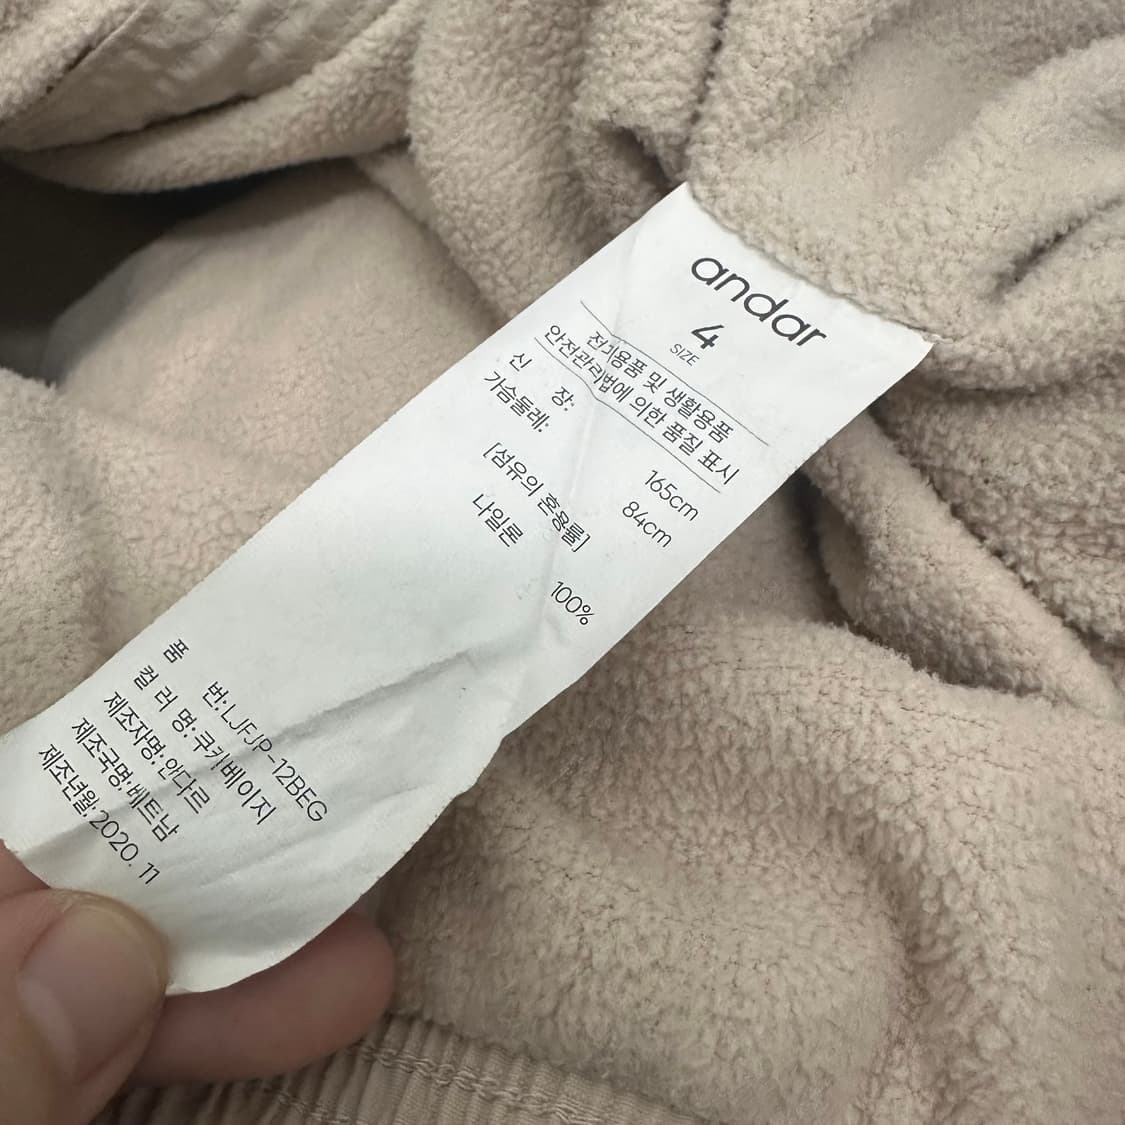 andar
4
SIZE
전기용품 및 생활용품
안전관리법에 의한 품질 표시
신 장: 165cm
가슴둘레: 84cm
[섬유의 혼용률]
나일론 100%
품 번:LJFJP-12BEG
컬 러 명:쿠키베이지
제조자명:안다르
제조국명:베트남
제조년월:2020. 11